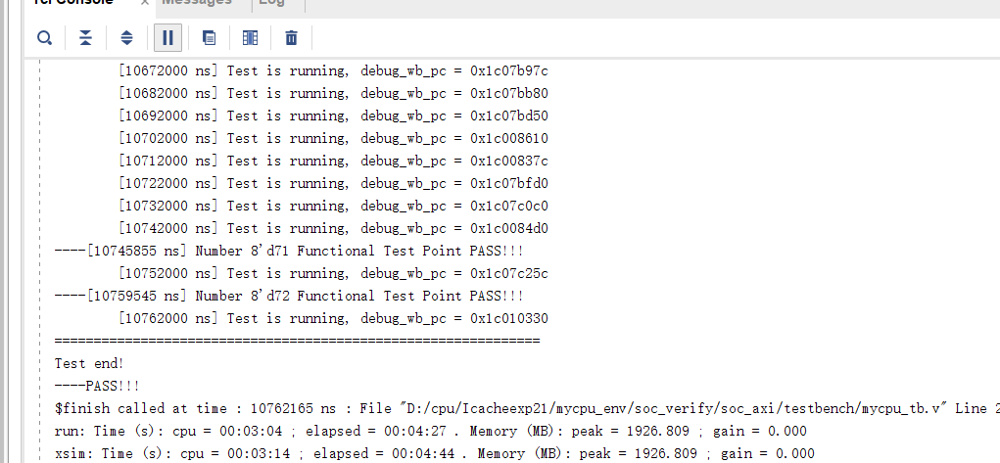 Tcl Console × Messages Log
[10672000 ns] Test is running, debug_wb_pc = 0x1c07b97c
[10682000 ns] Test is running, debug_wb_pc = 0x1c07bb80
[10692000 ns] Test is running, debug_wb_pc = 0x1c07bd50
[10702000 ns] Test is running, debug_wb_pc = 0x1c008610
[10712000 ns] Test is running, debug_wb_pc = 0x1c00837c
[10722000 ns] Test is running, debug_wb_pc = 0x1c07bfd0
[10732000 ns] Test is running, debug_wb_pc = 0x1c07c0c0
[10742000 ns] Test is running, debug_wb_pc = 0x1c0084d0
----[10745855 ns] Number 8'd71 Functional Test Point PASS!!!
[10752000 ns] Test is running, debug_wb_pc = 0x1c07c25c
----[10759545 ns] Number 8'd72 Functional Test Point PASS!!!
[10762000 ns] Test is running, debug_wb_pc = 0x1c010330
==============================================================
Test end!
----PASS!!!
$finish called at time : 10762165 ns : File "D:/cpu/Icacheexp21/mycpu_env/soc_verify/soc_axi/testbench/mycpu_tb.v" Line 2
run: Time (s): cpu = 00:03:04 ; elapsed = 00:04:27 . Memory (MB): peak = 1926.809 ; gain = 0.000
xsim: Time (s): cpu = 00:03:14 ; elapsed = 00:04:44 . Memory (MB): peak = 1926.809 ; gain = 0.000